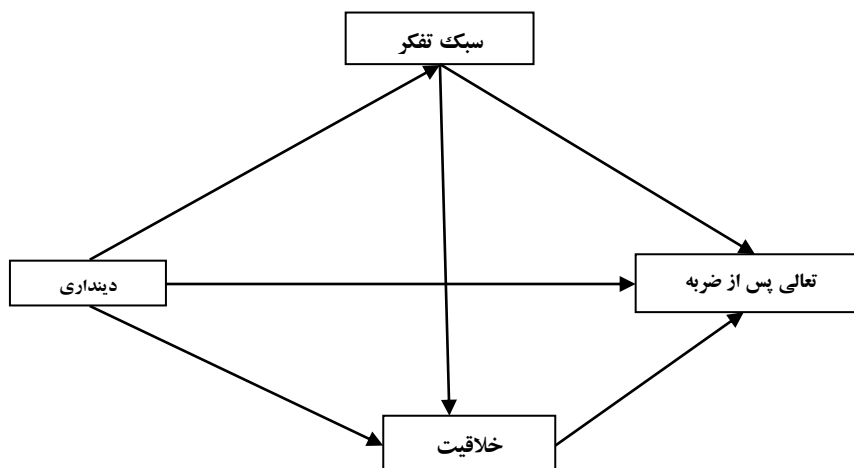 سبک تفکر
تعالی پس از ضربه
دینداری
خلاقیت